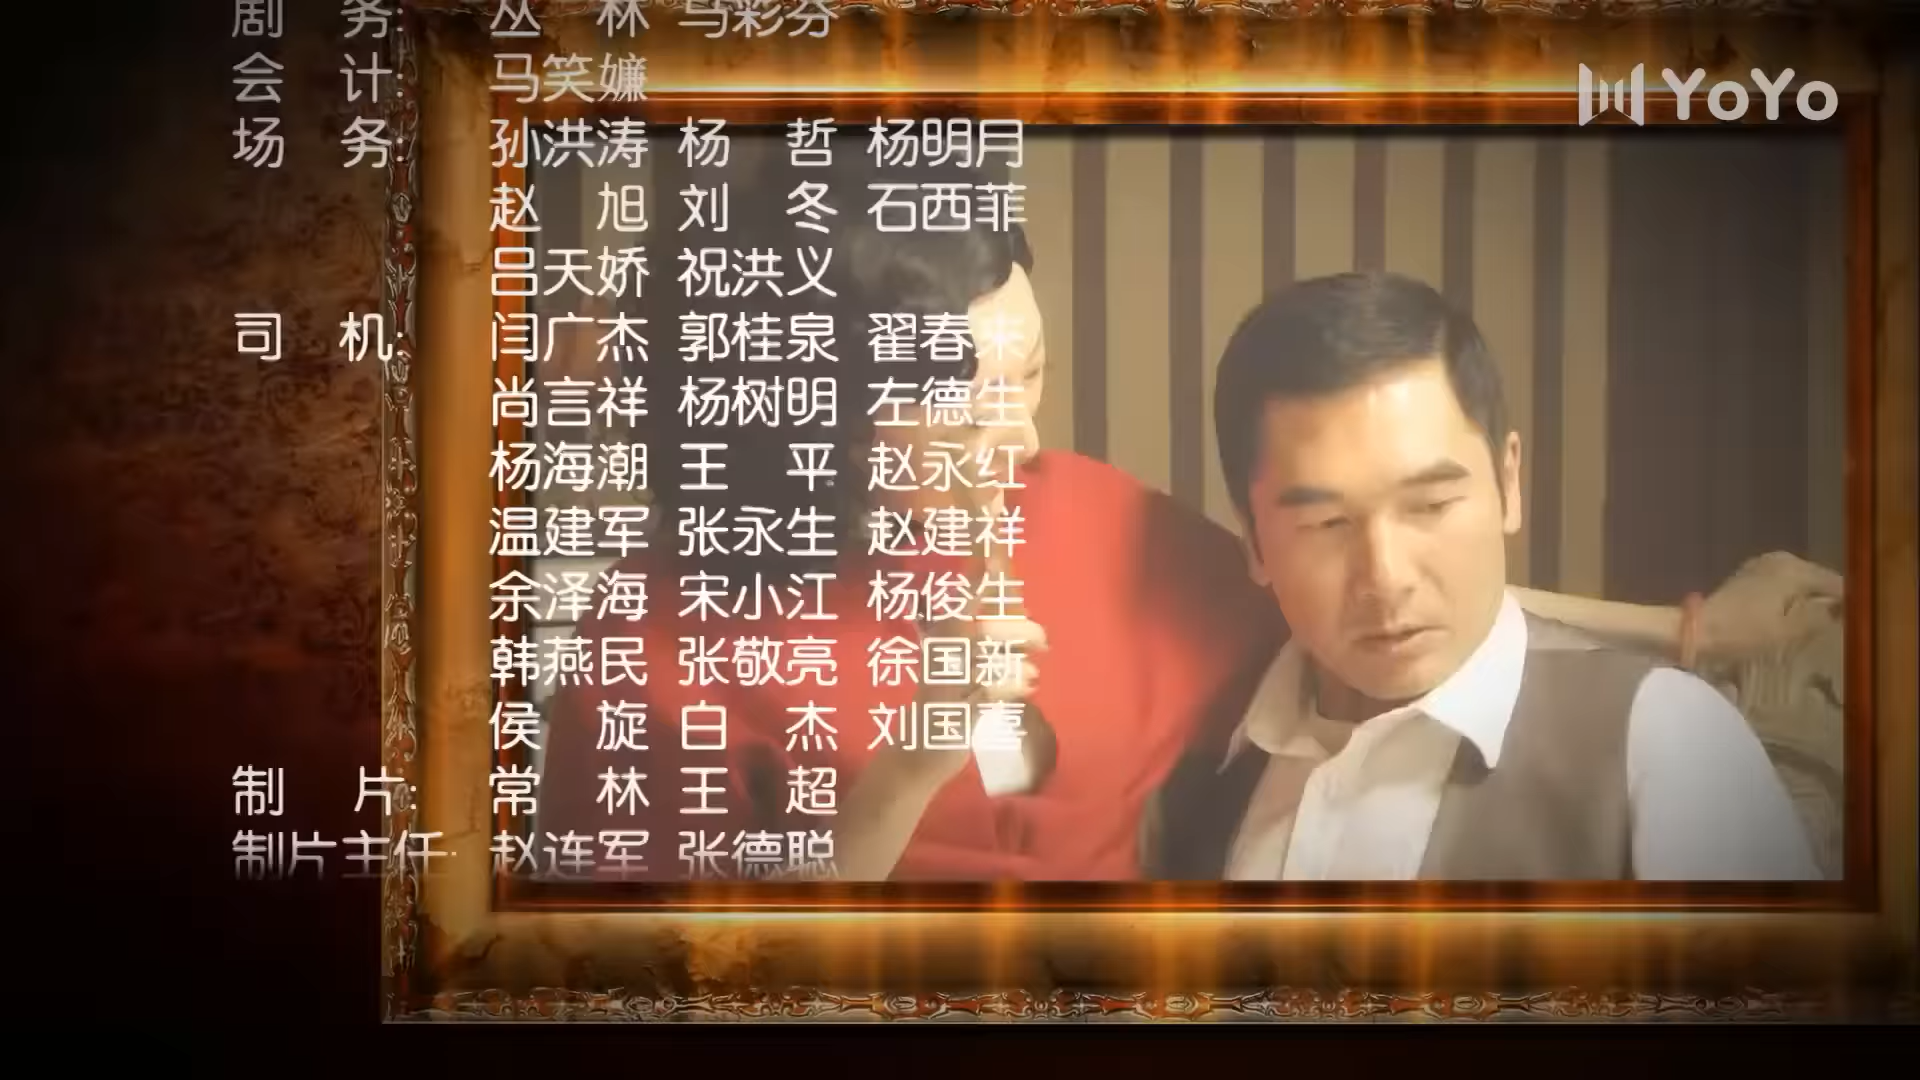 剧 务: 丛 林 马彩芬
YoYo
会 计: 马笑嫌
场 务: 孙洪涛 杨 哲 杨明月
赵 旭 刘 冬 石西菲
吕天娇 祝洪义
司 机: 闫广杰 郭桂泉 翟春来
尚言祥 杨树明 左德生
杨海潮 王 平 赵永红
温建军 张永生 赵建祥
余泽海 宋小江 杨俊生
韩燕民 张敬亮 徐国新
侯 旋 白 杰 刘国喜
制 片: 常 林 王 超
制片主任: 赵连军 张德聪